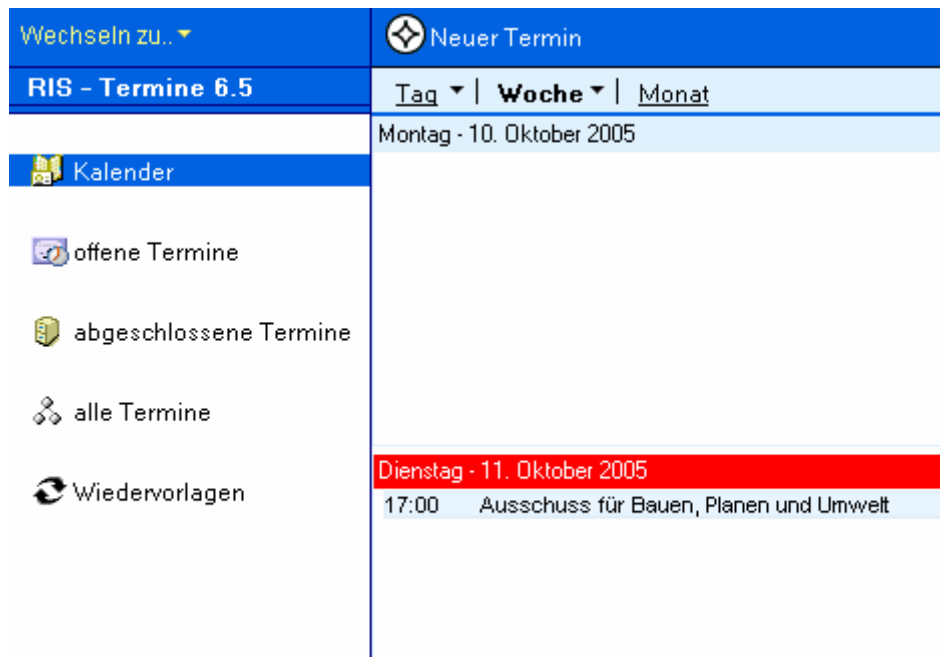 Wechseln zu..
RIS - Termine 6.5
Kalender
offene Termine
abgeschlossene Termine
alle Termine
Wiedervorlagen
Neuer Termin
Tag | Woche | Monat
Montag - 10. Oktober 2005
Dienstag - 11. Oktober 2005
17:00 Ausschuss für Bauen, Planen und Umwelt